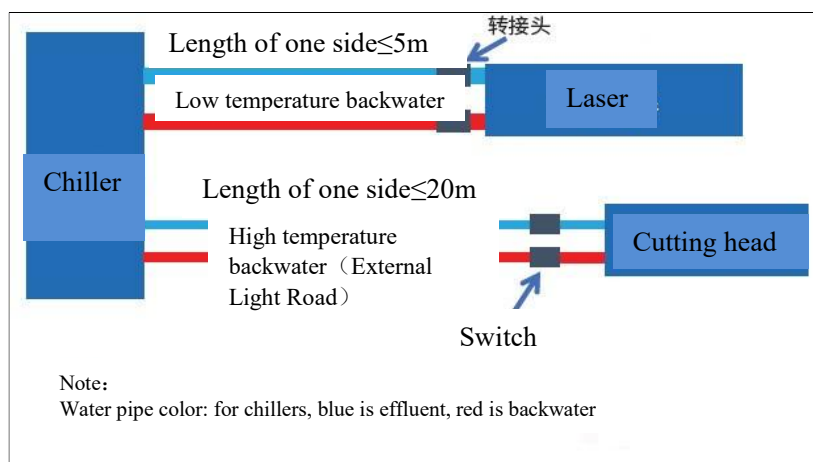 转接头
Length of one side≤5m
Low temperature backwater
Laser
Chiller
Length of one side≤20m
High temperature
backwater（External
Light Road）
Cutting head
Switch
Note：
Water pipe color: for chillers, blue is effluent, red is backwater